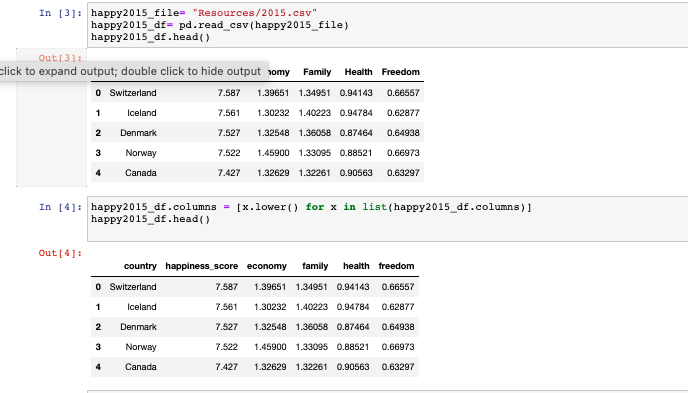 In [3]: happy2015_file= "Resources/2015.csv"
happy2015_df= pd.read_csv(happy2015_file)
happy2015_df.head()
Out[3]:
click to expand output; double click to hide output nomy Family Health Freedom
0 Switzerland 7.587 1.39651 1.34951 0.94143 0.66557
1 Iceland 7.561 1.30232 1.40223 0.94784 0.62877
2 Denmark 7.527 1.32548 1.36058 0.87464 0.64938
3 Norway 7.522 1.45900 1.33095 0.88521 0.66973
4 Canada 7.427 1.32629 1.32261 0.90563 0.63297
In [4]: happy2015_df.columns = [x.lower() for x in list(happy2015_df.columns)]
happy2015_df.head()
Out[4]:
country happiness_score economy family health freedom
0 Switzerland 7.587 1.39651 1.34951 0.94143 0.66557
1 Iceland 7.561 1.30232 1.40223 0.94784 0.62877
2 Denmark 7.527 1.32548 1.36058 0.87464 0.64938
3 Norway 7.522 1.45900 1.33095 0.88521 0.66973
4 Canada 7.427 1.32629 1.32261 0.90563 0.63297